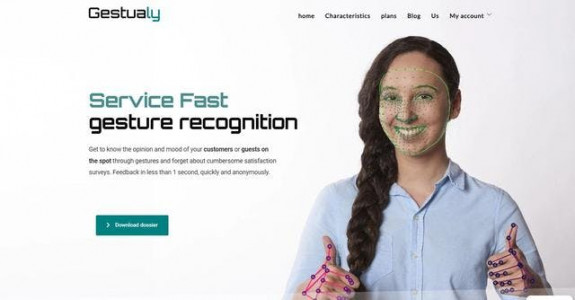 Gestualy
home Characteristics plans Blog Us My account
Service Fast
gesture recognition
Get to know the opinion and mood of your customers or guests on
the spot through gestures and forget about cumbersome satisfaction
surveys. Feedback in less than 1 second, quickly and anonymously.
Download dossier